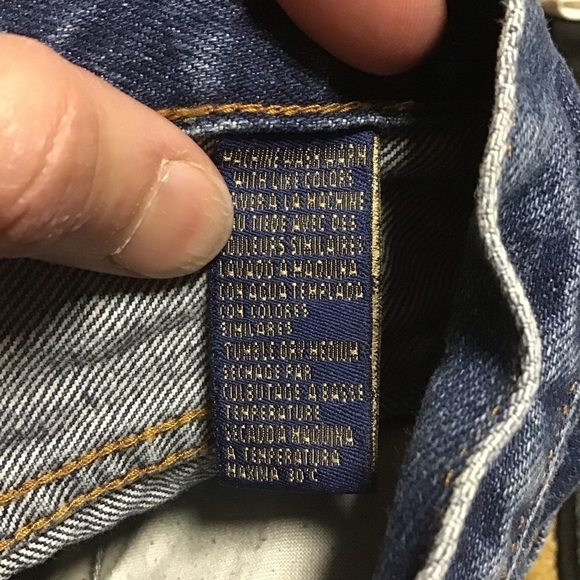 MACHINE WASH WARM
WITH LIKE COLORS
LAVER A LA MACHINE
AU TIEDE AVEC DES
COULEURS SIMILAIRES
LAVADO A MAQUINA
CON AGUA TEMPLADA
CON COLORES
SIMILARES
TUMBLE DRY MEDIUM
SECHAGE PAR
CULBUTAGE A BASSE
TEMPERATURE
SECADO A MAQUINA
A TEMPERATURA
MAXIMA 30°C